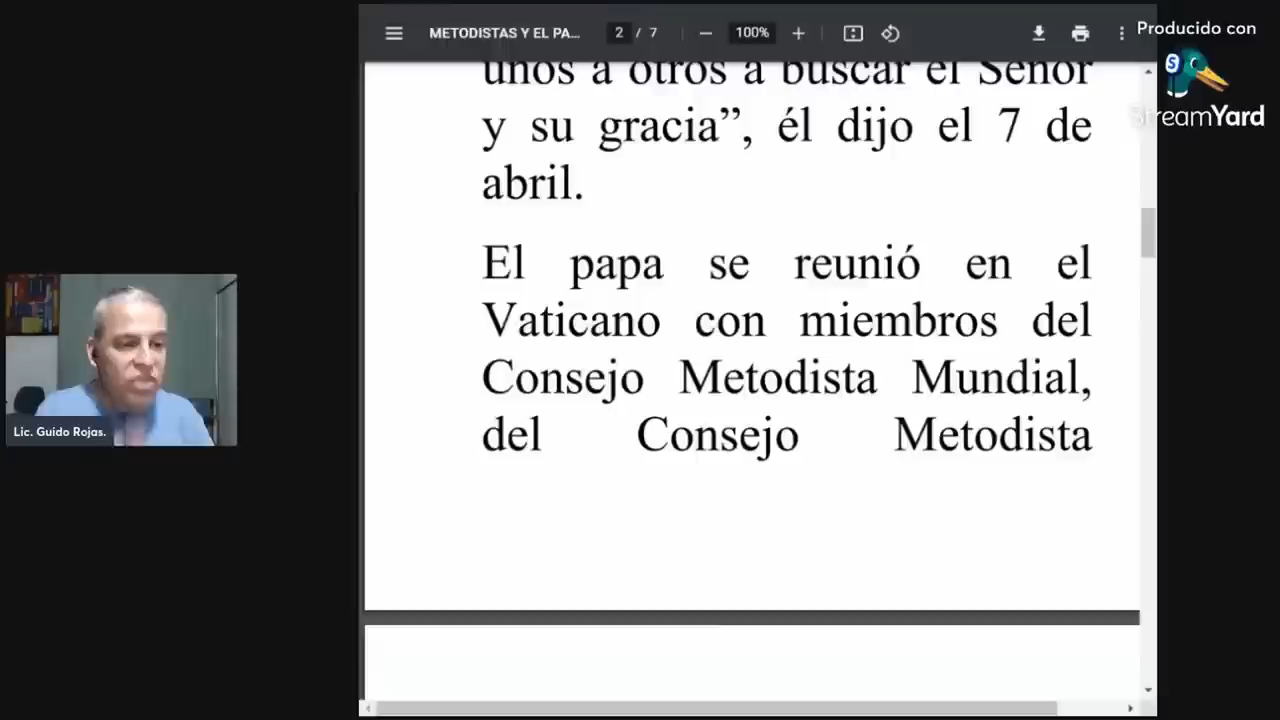 METODISTAS Y EL PA... 2 / 7 100%
Producido con
StreamYard
unos a otros a buscar el Señor
y su gracia”, él dijo el 7 de
abril.
El papa se reunió en el
Vaticano con miembros del
Consejo Metodista Mundial,
del Consejo Metodista
Lic. Guido Rojas.